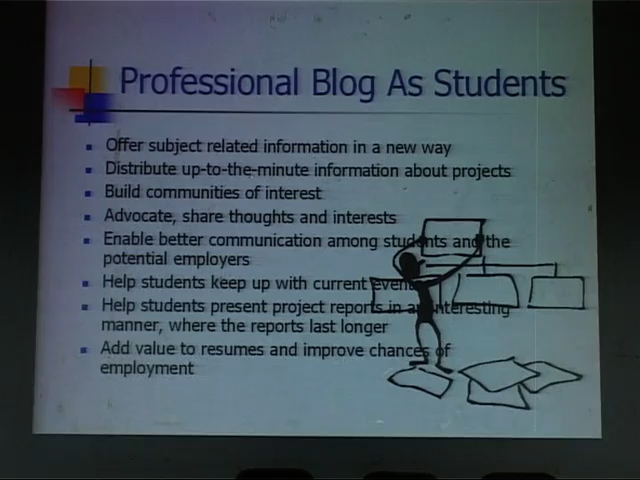 Professional Blog As Students
Offer subject related information in a new way
Distribute up-to-the-minute information about projects
Build communities of interest
Advocate, share thoughts and interests
Enable better communication among students and the
potential employers
Help students keep up with current events
Help students present project reports in an interesting
manner, where the reports last longer
Add value to resumes and improve chances of
employment